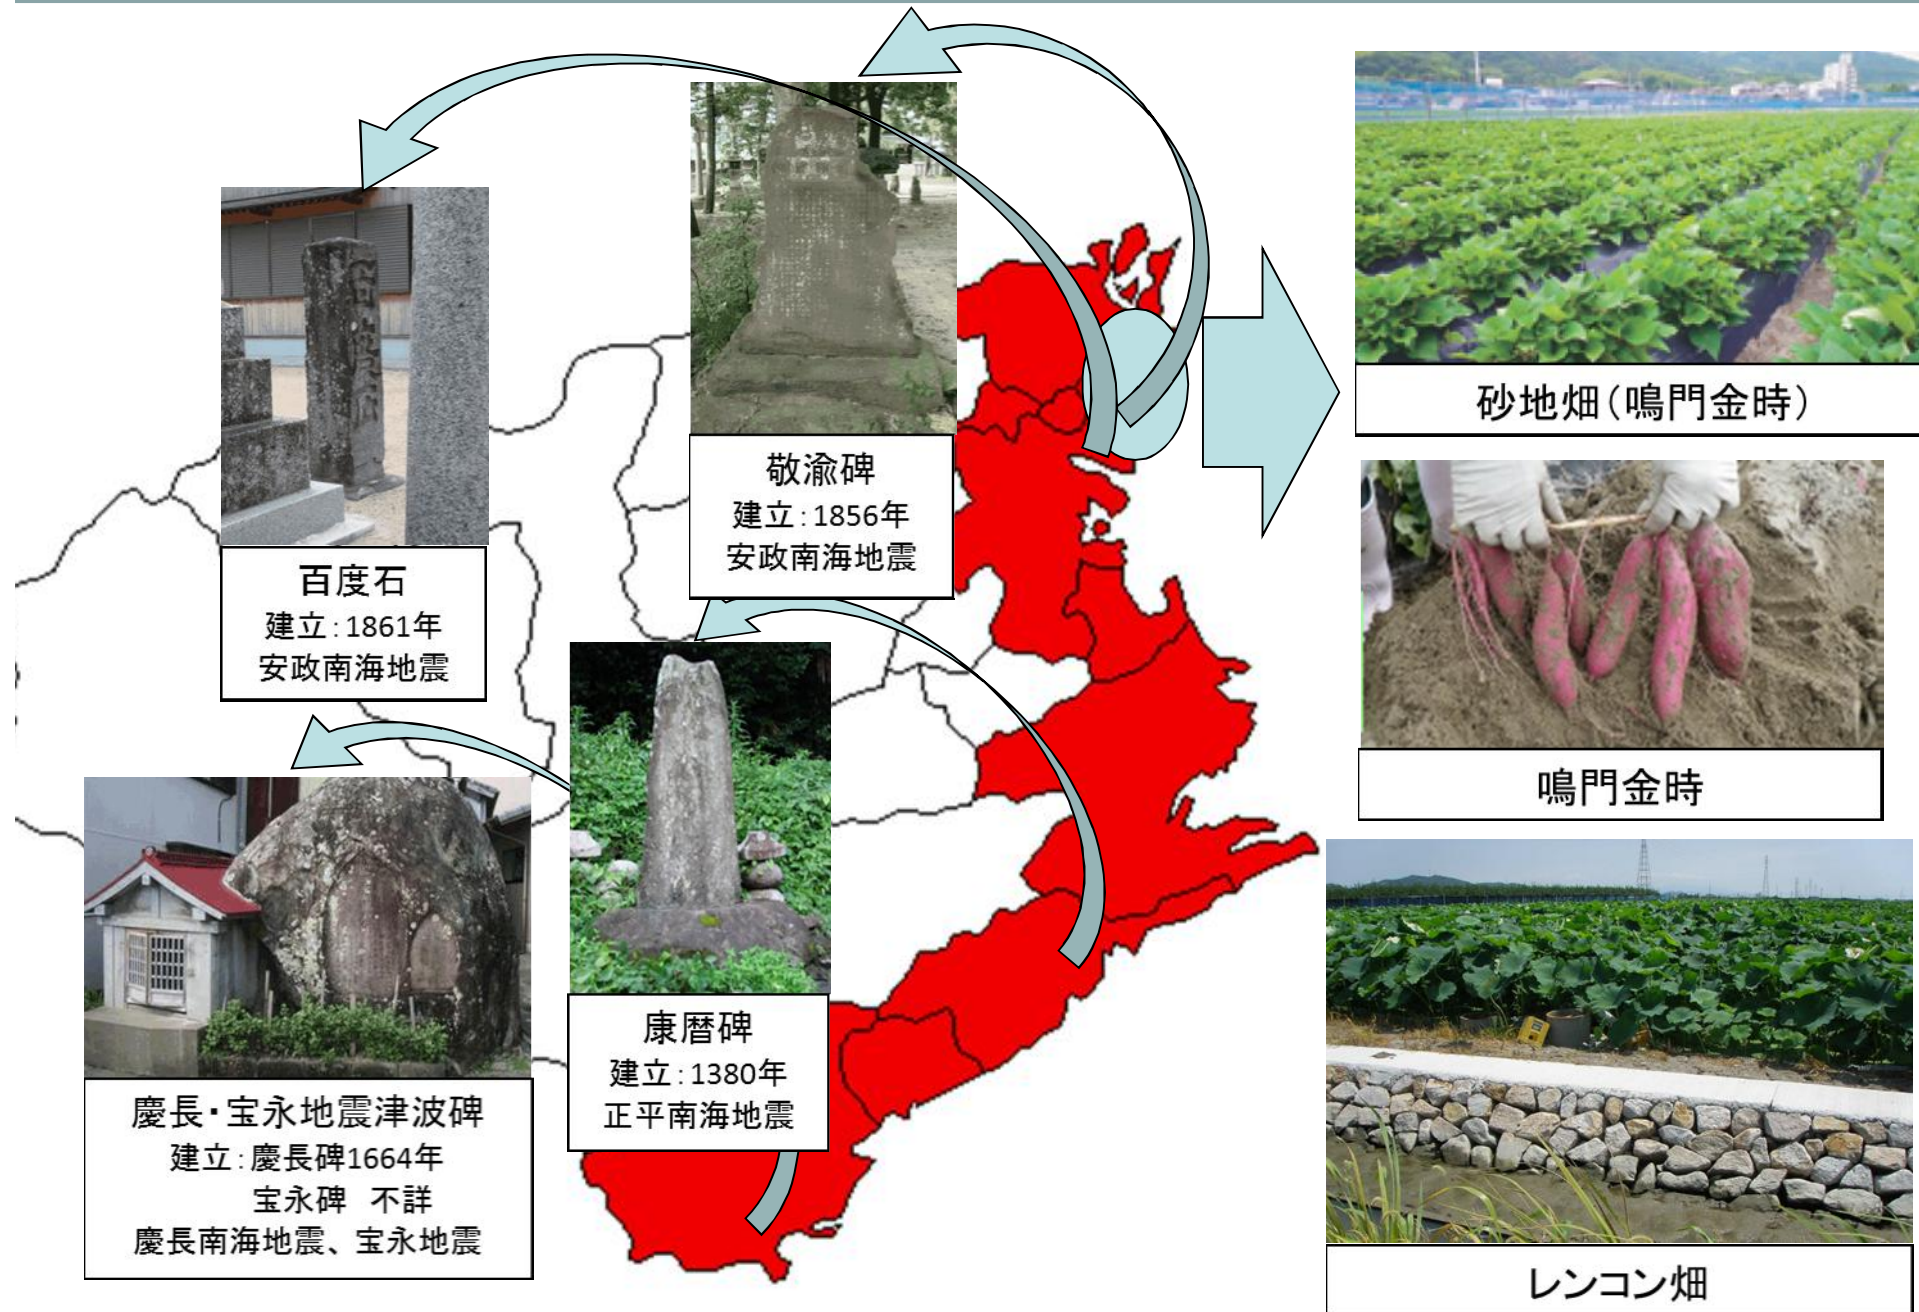 敬渝碑
建立：1856年
安政南海地震
百度石
建立：1861年
安政南海地震
康暦碑
建立：1380年
正平南海地震
慶長・宝永地震津波碑
建立：慶長碑1664年
宝永碑　不詳
慶長南海地震、宝永地震
砂地畑（鳴門金時）
鳴門金時
レンコン畑